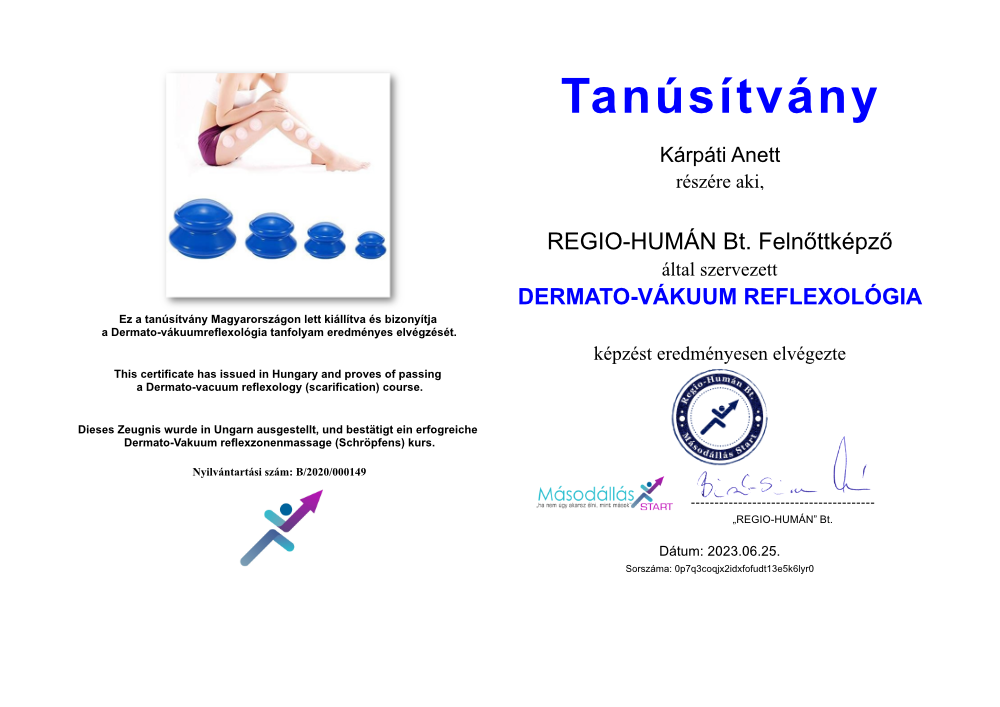 Ez a tanúsítvány Magyarországon lett kiállítva és bizonyítja
a Dermato-vákuumreflexológia tanfolyam eredményes elvégzését.
This certificate has issued in Hungary and proves of passing
a Dermato-vacuum reflexology (scarification) course.
Dieses Zeugnis wurde in Ungarn ausgestellt, und bestätigt ein erfogreiche
Dermato-Vakuum reflexzonenmassage (Schröpfens) kurs.
Nyilvántartási szám: B/2020/000149
Tanúsítvány
Kárpáti Anett
részére aki,
REGIO-HUMÁN Bt. Felnőttképző
által szervezett
DERMATO-VÁKUUM REFLEXOLÓGIA
képzést eredményesen elvégezte
Regio-Humán Bt.
Másodállás Start
Másodállás
„ha nem úgy akarsz élni, mint mások"
START
„REGIO-HUMÁN” Bt.
Dátum: 2023.06.25.
Sorszáma: 0p7q3coqjx2idxfofudt13e5k6lyr0